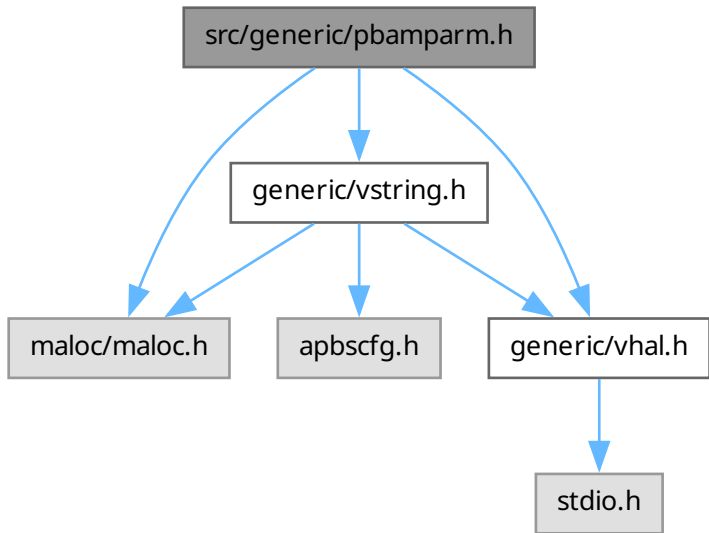 src/generic/pbamparm.h
generic/vstring.h
maloc/maloc.h
apbscfg.h
generic/vhal.h
stdio.h